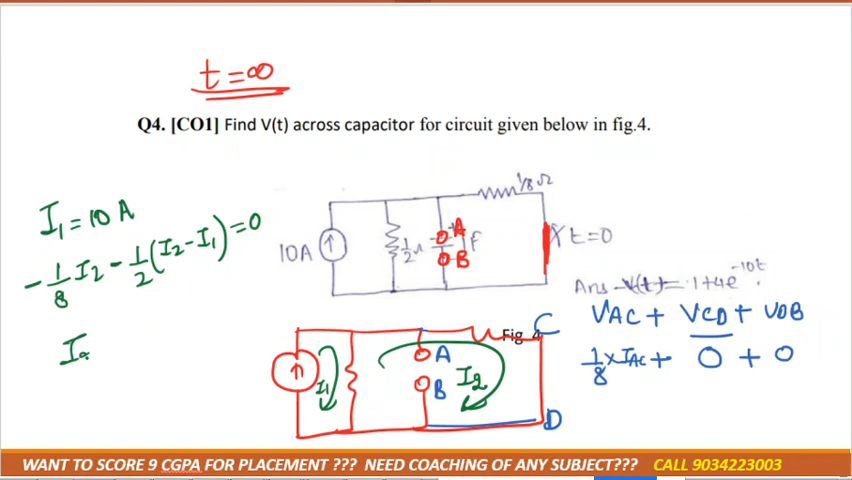 t = ∞
Q4. [CO1] Find V(t) across capacitor for circuit given below in fig.4.
I₁ = 10 A
-1/8 I₂ - 1/2 (I₂ - I₁) = 0
I₂
1/8 Ω
10A
1/2 Ω
A
B
F
t=0
Ans - V(t) = 1+4e^-10t
Fig 4
C
VAC + VCD + VDB
1/8 × IAC + 0 + 0
A
B
I₁
I₂
D
WANT TO SCORE 9 CGPA FOR PLACEMENT ??? NEED COACHING OF ANY SUBJECT??? CALL 9034223003